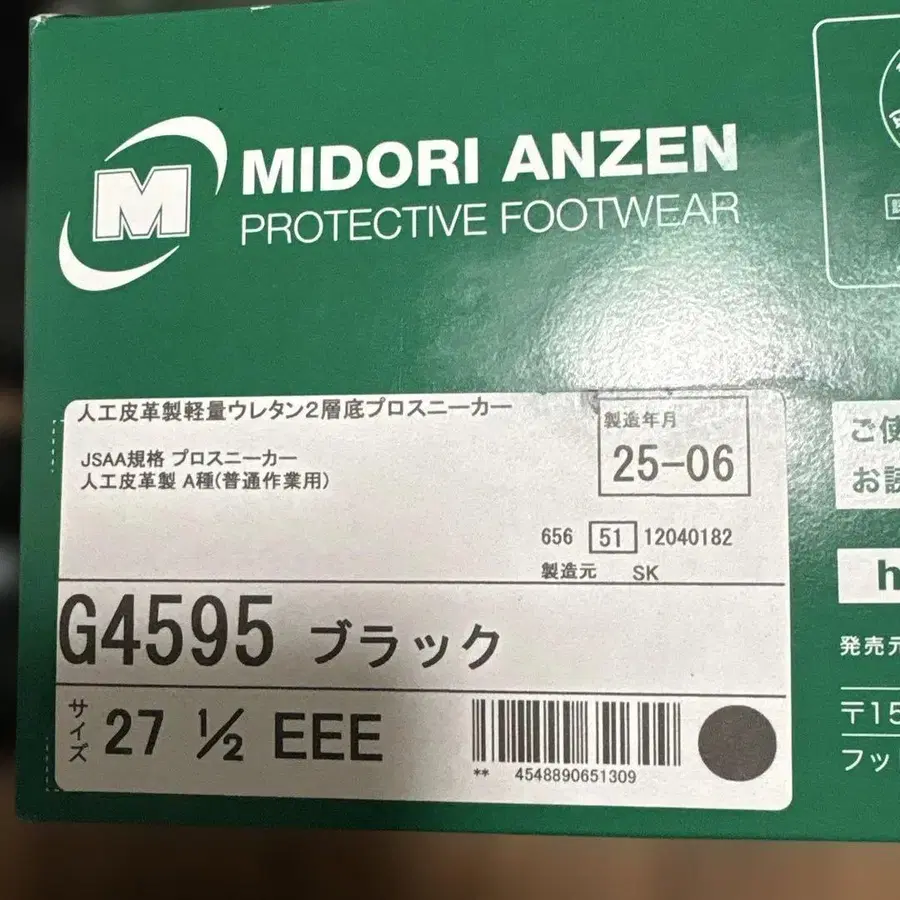 M
MIDORI ANZEN
PROTECTIVE FOOTWEAR
人工皮革製軽量ウレタン2層底プロスニーカー
JSAA規格 プロスニーカー
人工皮革製 A種(普通作業用)
製造年月
25-06
656 51 12040182
製造元 SK
G4595 ブラック
サイズ 27 ½ EEE
** 4548890651309
ご使
お読
h
発売元
〒15
フッ